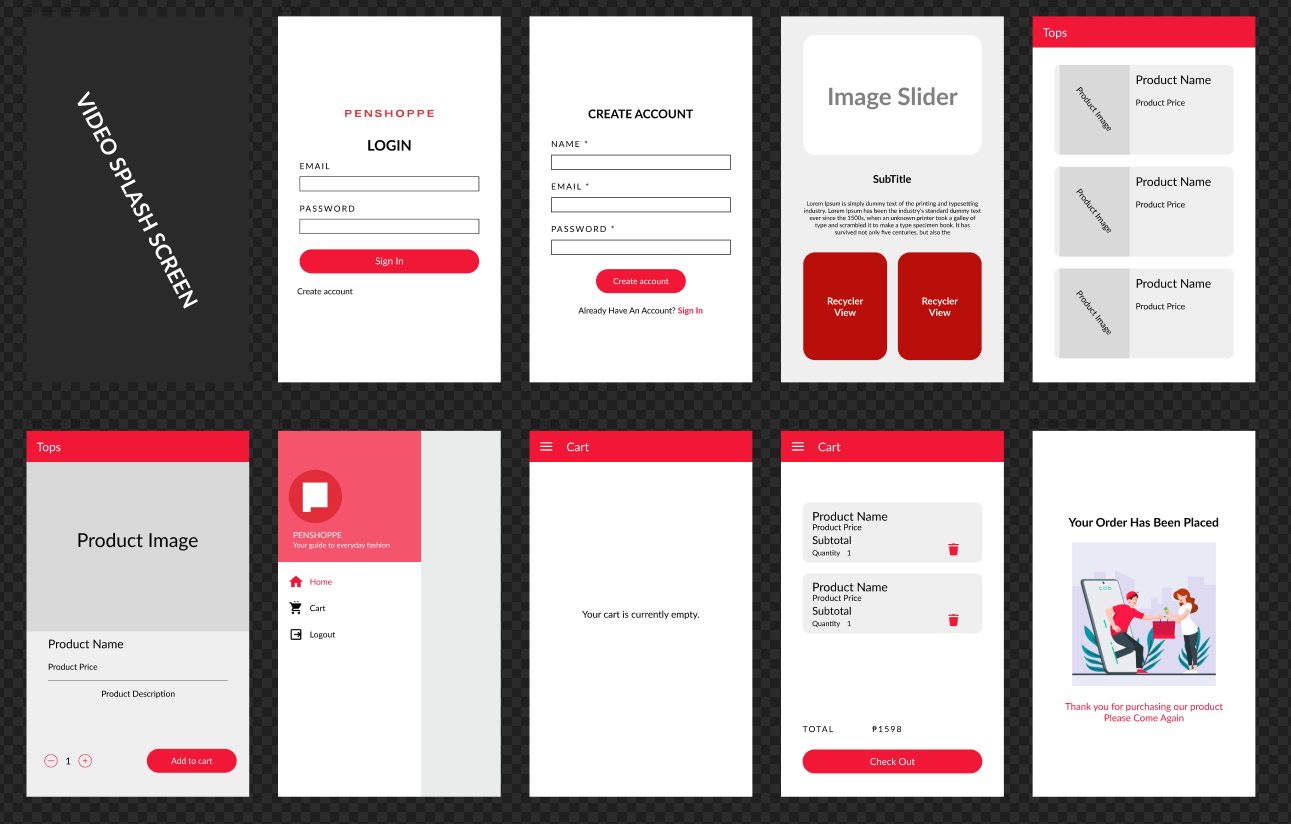 VIDEO SPLASH SCREEN
PENSHOPPE
LOGIN
EMAIL
PASSWORD
Sign In
Create account
CREATE ACCOUNT
NAME *
EMAIL *
PASSWORD *
Create account
Already Have An Account? Sign In
Image Slider
SubTitle
Lorem Ipsum is simply dummy text of the printing and typesetting
industry. Lorem Ipsum has been the industry's standard dummy text
ever since the 1500s, when an unknown printer took a galley of
type and scrambled it to make a type specimen book. It has
survived not only five centuries, but also the
Recycler
View
Recycler
View
Tops
Product Image
Product Name
Product Price
Product Image
Product Name
Product Price
Product Image
Product Name
Product Price
Tops
Product Image
Product Name
Product Price
Product Description
1
Add to cart
PENSHOPPE
Your guide to everyday fashion
Home
Cart
Logout
Cart
Your cart is currently empty.
Cart
Product Name
Product Price
Subtotal
Quantity 1
Product Name
Product Price
Subtotal
Quantity 1
TOTAL ₱1598
Check Out
Your Order Has Been Placed
Thank you for purchasing our product
Please Come Again